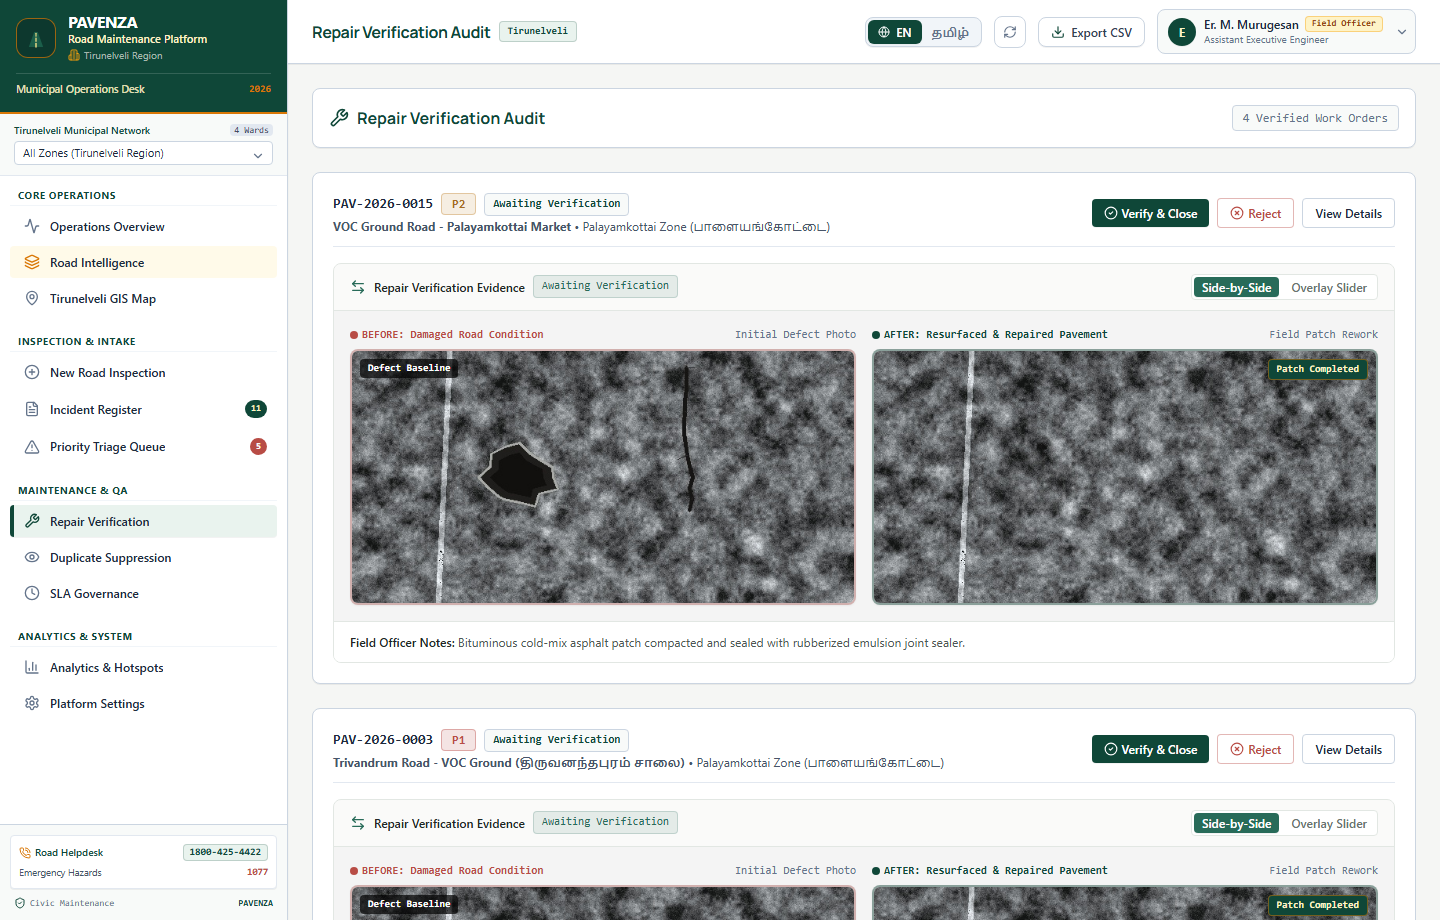 PAVENZA
Road Maintenance Platform
Tirunelveli Region
Municipal Operations Desk 2026
Tirunelveli Municipal Network 4 Wards
All Zones (Tirunelveli Region)
CORE OPERATIONS
Operations Overview
Road Intelligence
Tirunelveli GIS Map
INSPECTION & INTAKE
New Road Inspection
Incident Register 11
Priority Triage Queue 5
MAINTENANCE & QA
Repair Verification
Duplicate Suppression
SLA Governance
ANALYTICS & SYSTEM
Analytics & Hotspots
Platform Settings
Road Helpdesk 1800-425-4422
Emergency Hazards 1077
Civic Maintenance PAVENZA
Repair Verification Audit Tirunelveli
EN தமிழ் Export CSV
E Er. M. Murugesan Field Officer
Assistant Executive Engineer
Repair Verification Audit 4 Verified Work Orders
PAV-2026-0015 P2 Awaiting Verification
VOC Ground Road - Palayamkottai Market • Palayamkottai Zone (பாளையங்கோட்டை)
Verify & Close Reject View Details
Repair Verification Evidence Awaiting Verification Side-by-Side Overlay Slider
BEFORE: Damaged Road Condition Initial Defect Photo
AFTER: Resurfaced & Repaired Pavement Field Patch Rework
Defect Baseline
Patch Completed
Field Officer Notes: Bituminous cold-mix asphalt patch compacted and sealed with rubberized emulsion joint sealer.
PAV-2026-0003 P1 Awaiting Verification
Trivandrum Road - VOC Ground (திருவனந்தபுரம் சாலை) • Palayamkottai Zone (பாளையங்கோட்டை)
Verify & Close Reject View Details
Repair Verification Evidence Awaiting Verification Side-by-Side Overlay Slider
BEFORE: Damaged Road Condition Initial Defect Photo
AFTER: Resurfaced & Repaired Pavement Field Patch Rework
Defect Baseline
Patch Completed